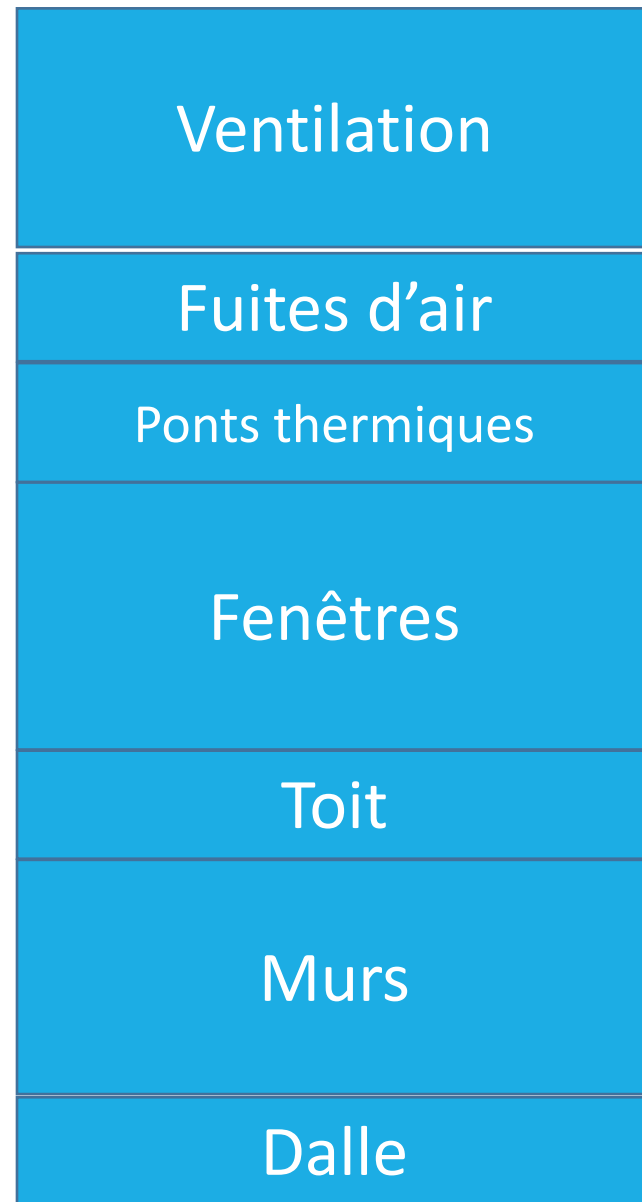 Ventilation
Fuites d’air
Ponts thermiques
Fenêtres
Toit
Murs
Dalle